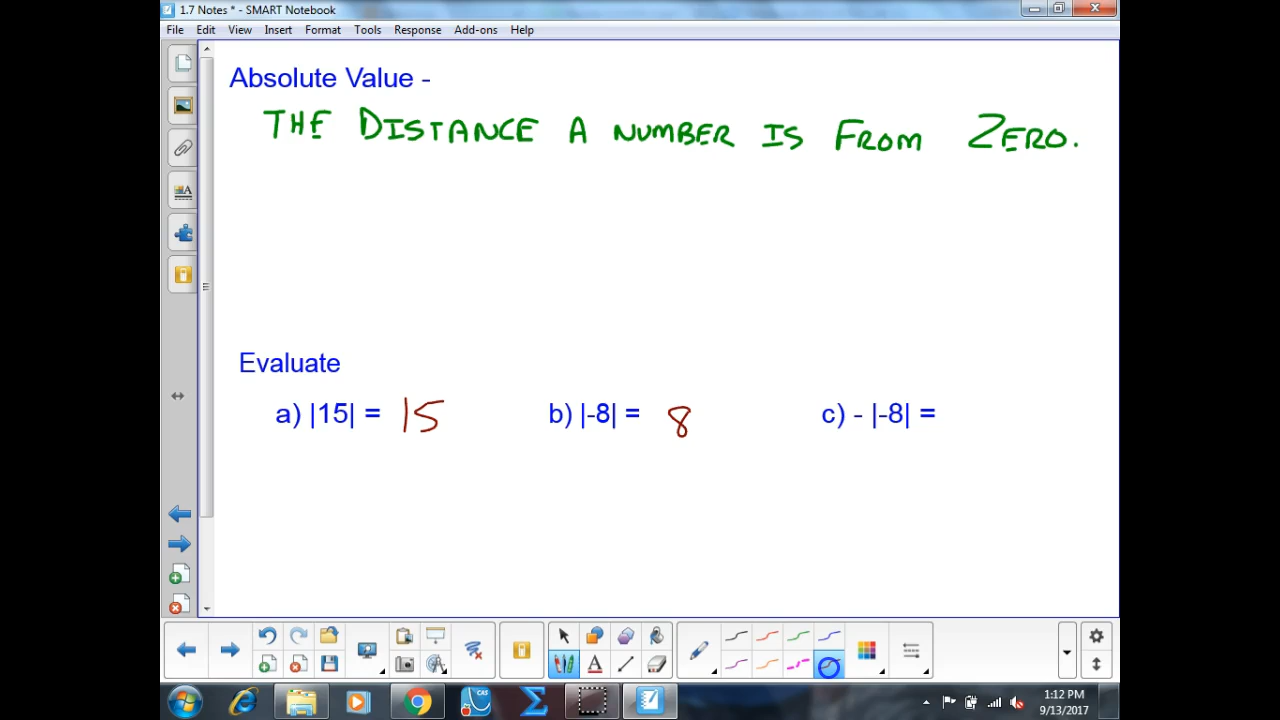 1.7 Notes * - SMART Notebook
File Edit View Insert Format Tools Response Add-ons Help
Absolute Value -
THE DISTANCE A NUMBER IS FROM ZERO.
Evaluate
a) |15| = 15 b) |-8| = 8 c) - |-8| =
1:12 PM
9/13/2017